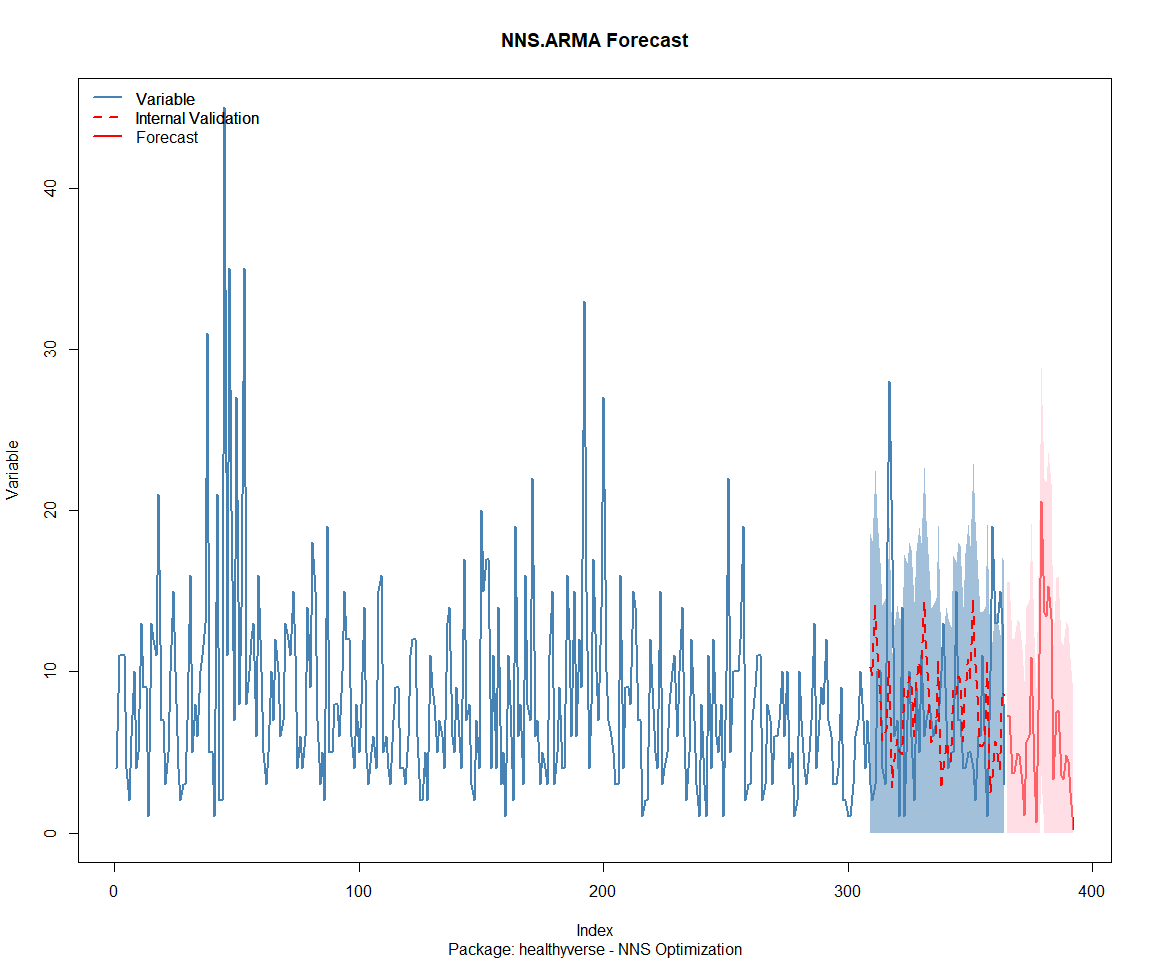 NNS.ARMA Forecast
Variable
Internal Validation
Forecast
Variable
40
30
20
10
0
0 100 200 300 400
Index
Package: healthyverse - NNS Optimization